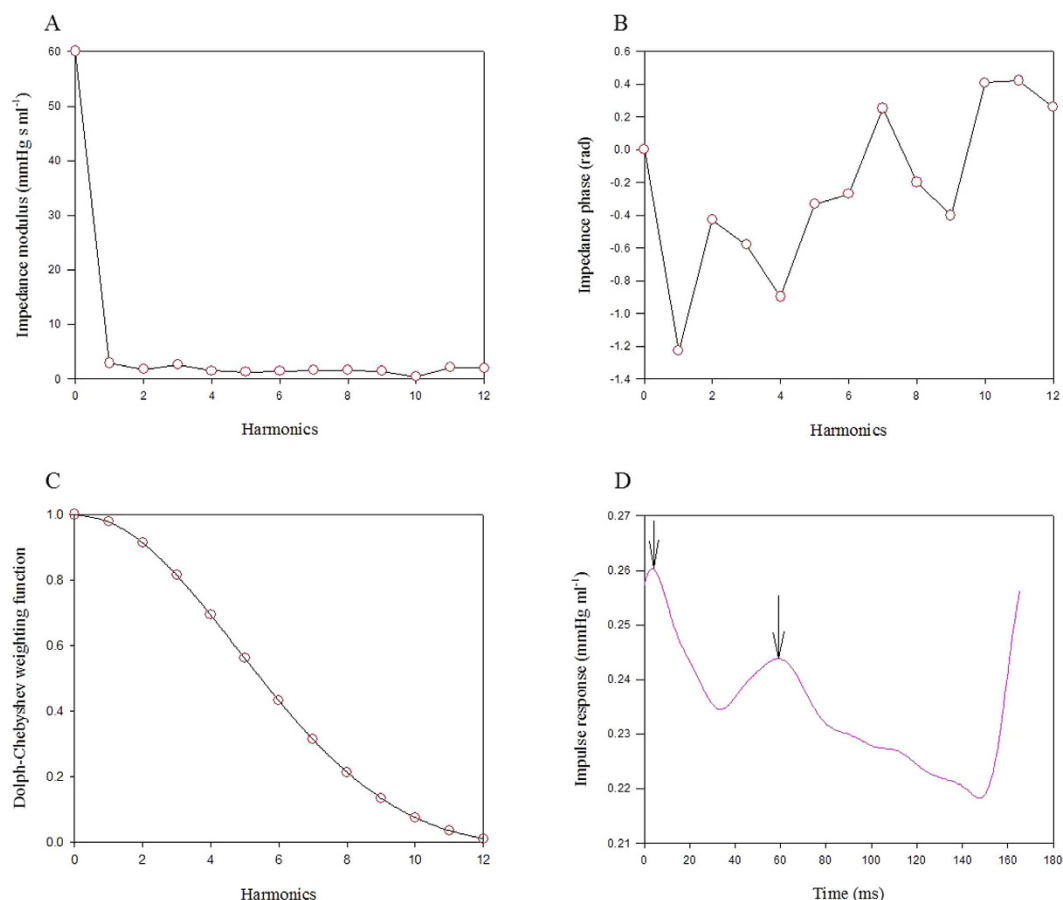 A
60
50
40
30
20
10
0
Impedance modulus (mmHg s ml⁻¹)
0 2 4 6 8 10 12
Harmonics
B
0.6
0.4
0.2
0.0
-0.2
-0.4
-0.6
-0.8
-1.0
-1.2
-1.4
Impedance phase (rad)
0 2 4 6 8 10 12
Harmonics
C
1.0
0.8
0.6
0.4
0.2
0.0
Dolph-Chebyshev weighting function
0 2 4 6 8 10 12
Harmonics
D
0.27
0.26
0.25
0.24
0.23
0.22
0.21
Impulse response (mmHg ml⁻¹)
0 20 40 60 80 100 120 140 160 180
Time (ms)